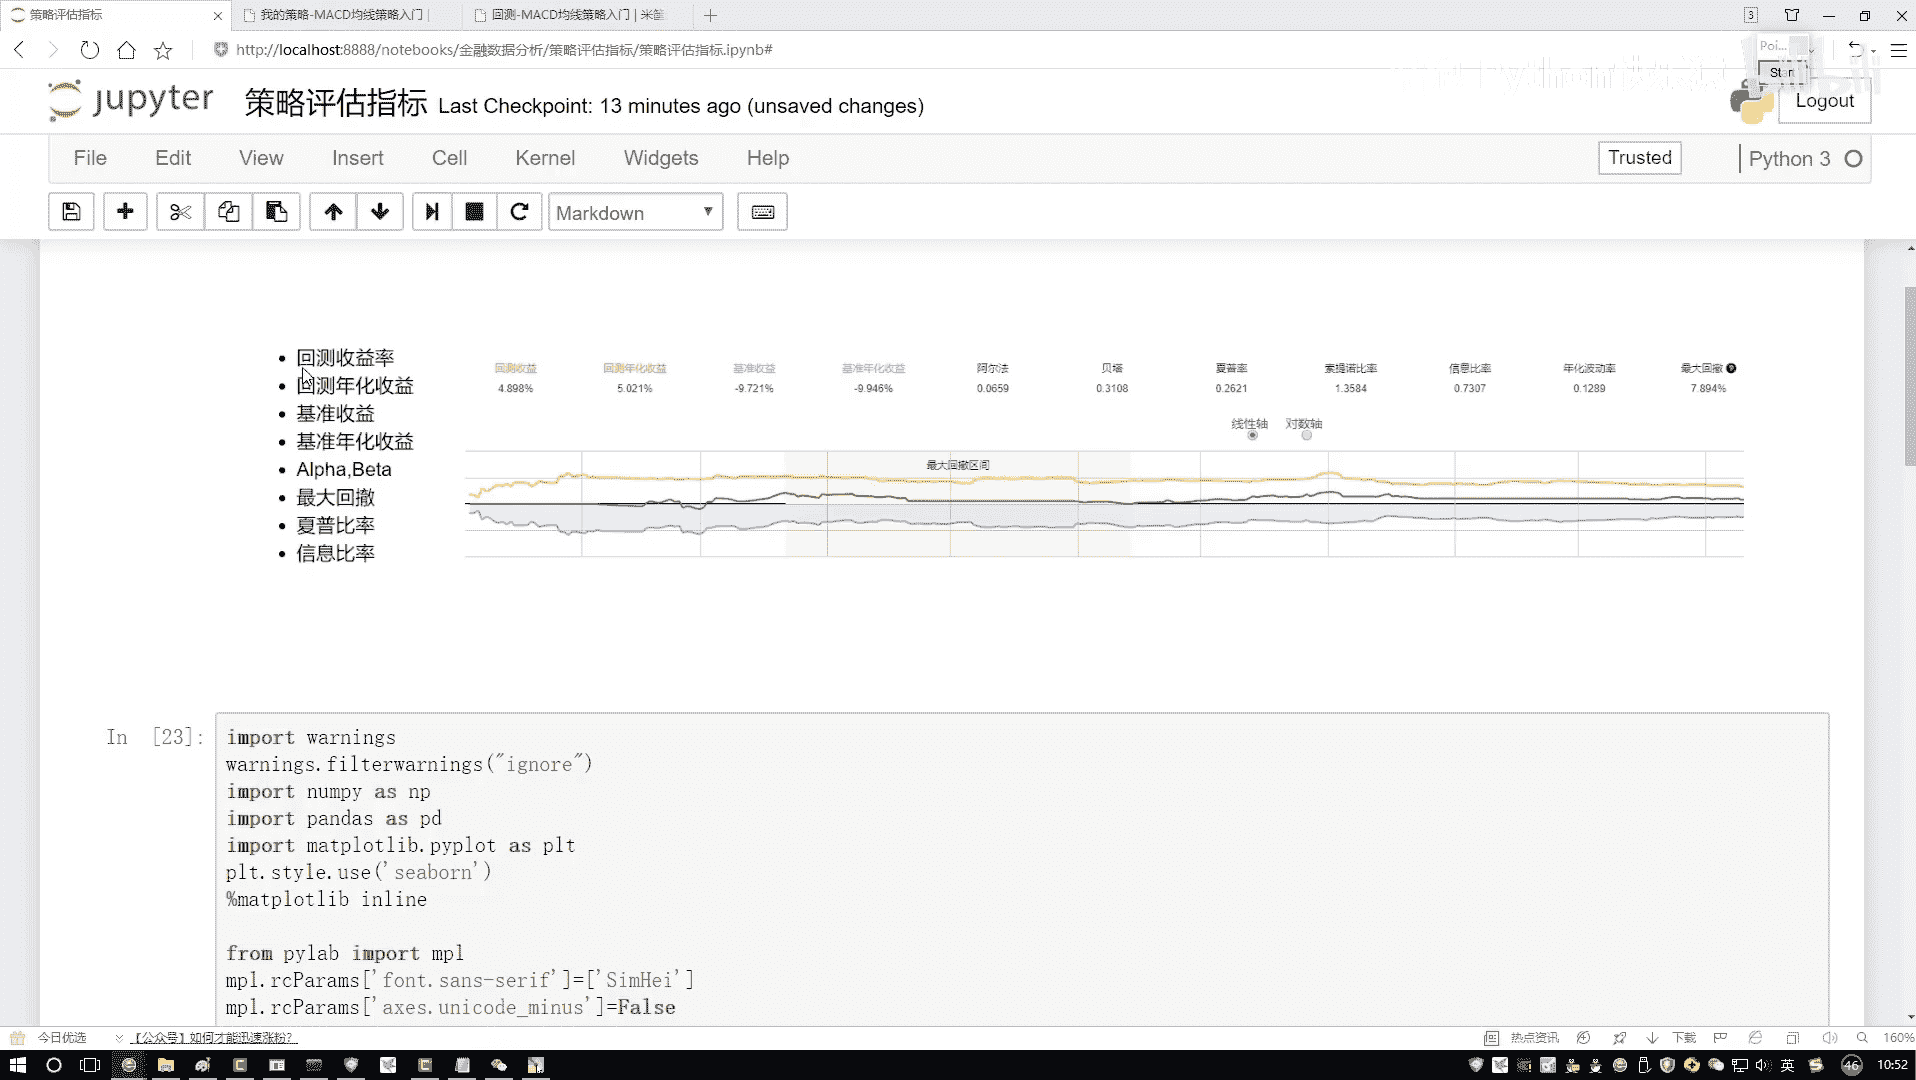 策略评估指标
我的策略-MACD均线策略入门 |
回测-MACD均线策略入门 | 米筐
3
http://localhost:8888/notebooks/金融数据分析/策略评估指标/策略评估指标.ipynb#
Poi...
Start
jupyter 策略评估指标 Last Checkpoint: 13 minutes ago (unsaved changes)
Logout
File Edit View Insert Cell Kernel Widgets Help
Trusted
Python 3
Markdown
回测收益率
回测年化收益
基准收益
基准年化收益
Alpha,Beta
最大回撤
夏普比率
信息比率
回测收益 回测年化收益 基准收益 基准年化收益 阿尔法 贝塔 夏普率 索提诺比率 信息比率 年化波动率 最大回撤
4.898% 5.021% -9.721% -9.946% 0.0659 0.3108 0.2621 1.3584 0.7307 0.1289 7.894%
线性轴 对数轴
最大回撤区间
In [23]:
import warnings
warnings.filterwarnings("ignore")
import numpy as np
import pandas as pd
import matplotlib.pyplot as plt
plt.style.use('seaborn')
%matplotlib inline
from pylab import mpl
mpl.rcParams['font.sans-serif']=['SimHei']
mpl.rcParams['axes.unicode_minus']=False
今日优选
【公众号】如何才能迅速涨粉?
热点资讯
下载
160%
英
46
10:52